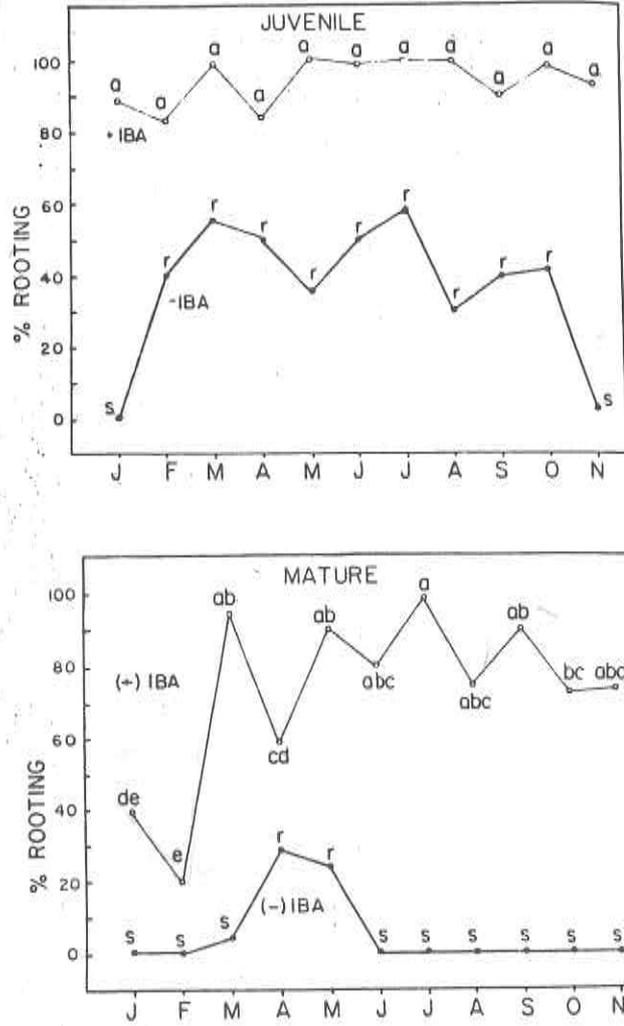 JUVENILE
a a a a a a a a a a a
100
80
60
40
20
0
% ROOTING
+ IBA
r r r r r r r r r
- IBA
s s
J F M A M J J A S O N
MATURE
100
80
60
40
20
0
% ROOTING
(+) IBA
de e ab cd ab abc a abc ab bc abc
r r
(-) IBA
s s s s s s s s s
J F M A M J J A S O N